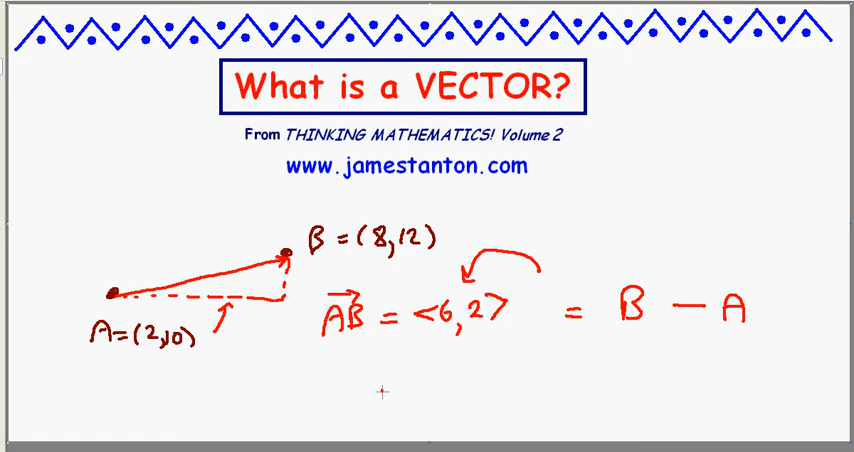 What is a VECTOR?
From THINKING MATHEMATICS! Volume 2
www.jamestanton.com
B = (8,12)
A = (2,10)
AB = <6,2> = B - A